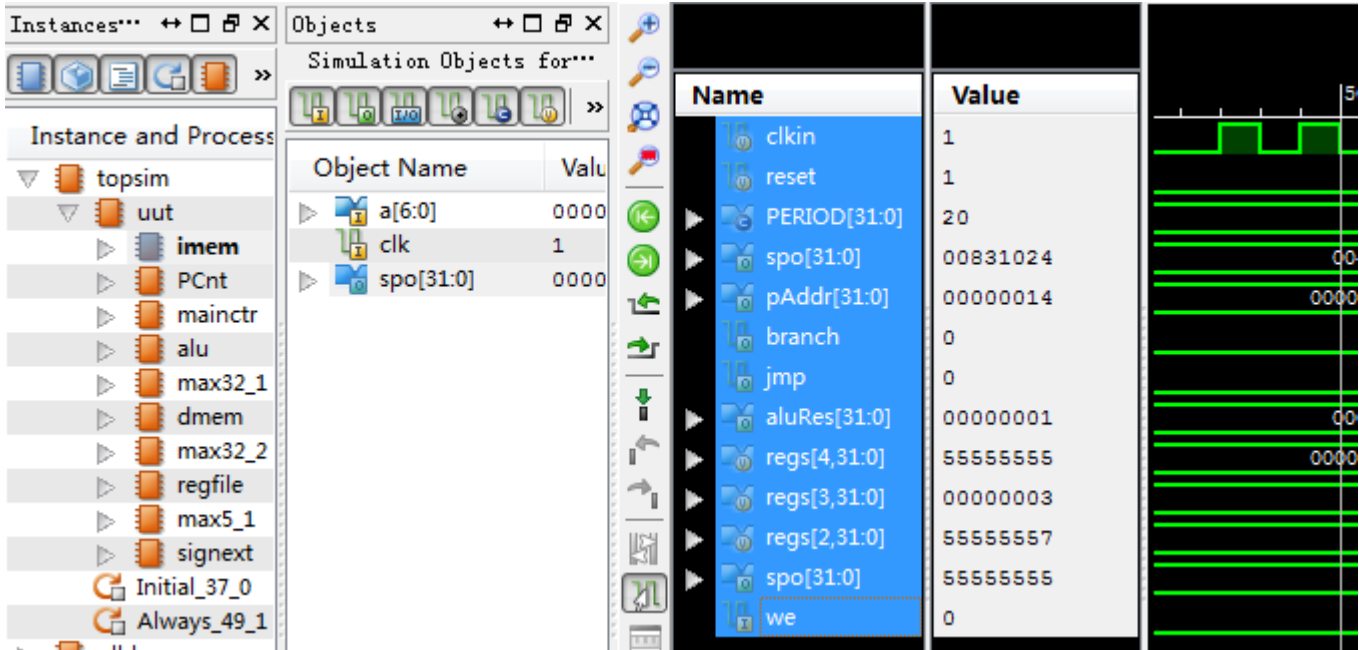 Instances…
Objects
Simulation Objects for…
»
»
Instance and Process
topsim
uut
imem
PCnt
mainctr
alu
max32_1
dmem
max32_2
regfile
max5_1
signext
Initial_37_0
Always_49_1
Object Name Valu
a[6:0] 0000
clk 1
spo[31:0] 0000
Name Value
clkin 1
reset 1
PERIOD[31:0] 20
spo[31:0] 00831024 00
pAddr[31:0] 00000014 0000
branch 0
jmp 0
aluRes[31:0] 00000001 00
regs[4,31:0] 55555555 0000
regs[3,31:0] 00000003
regs[2,31:0] 55555557
spo[31:0] 55555555
we 0